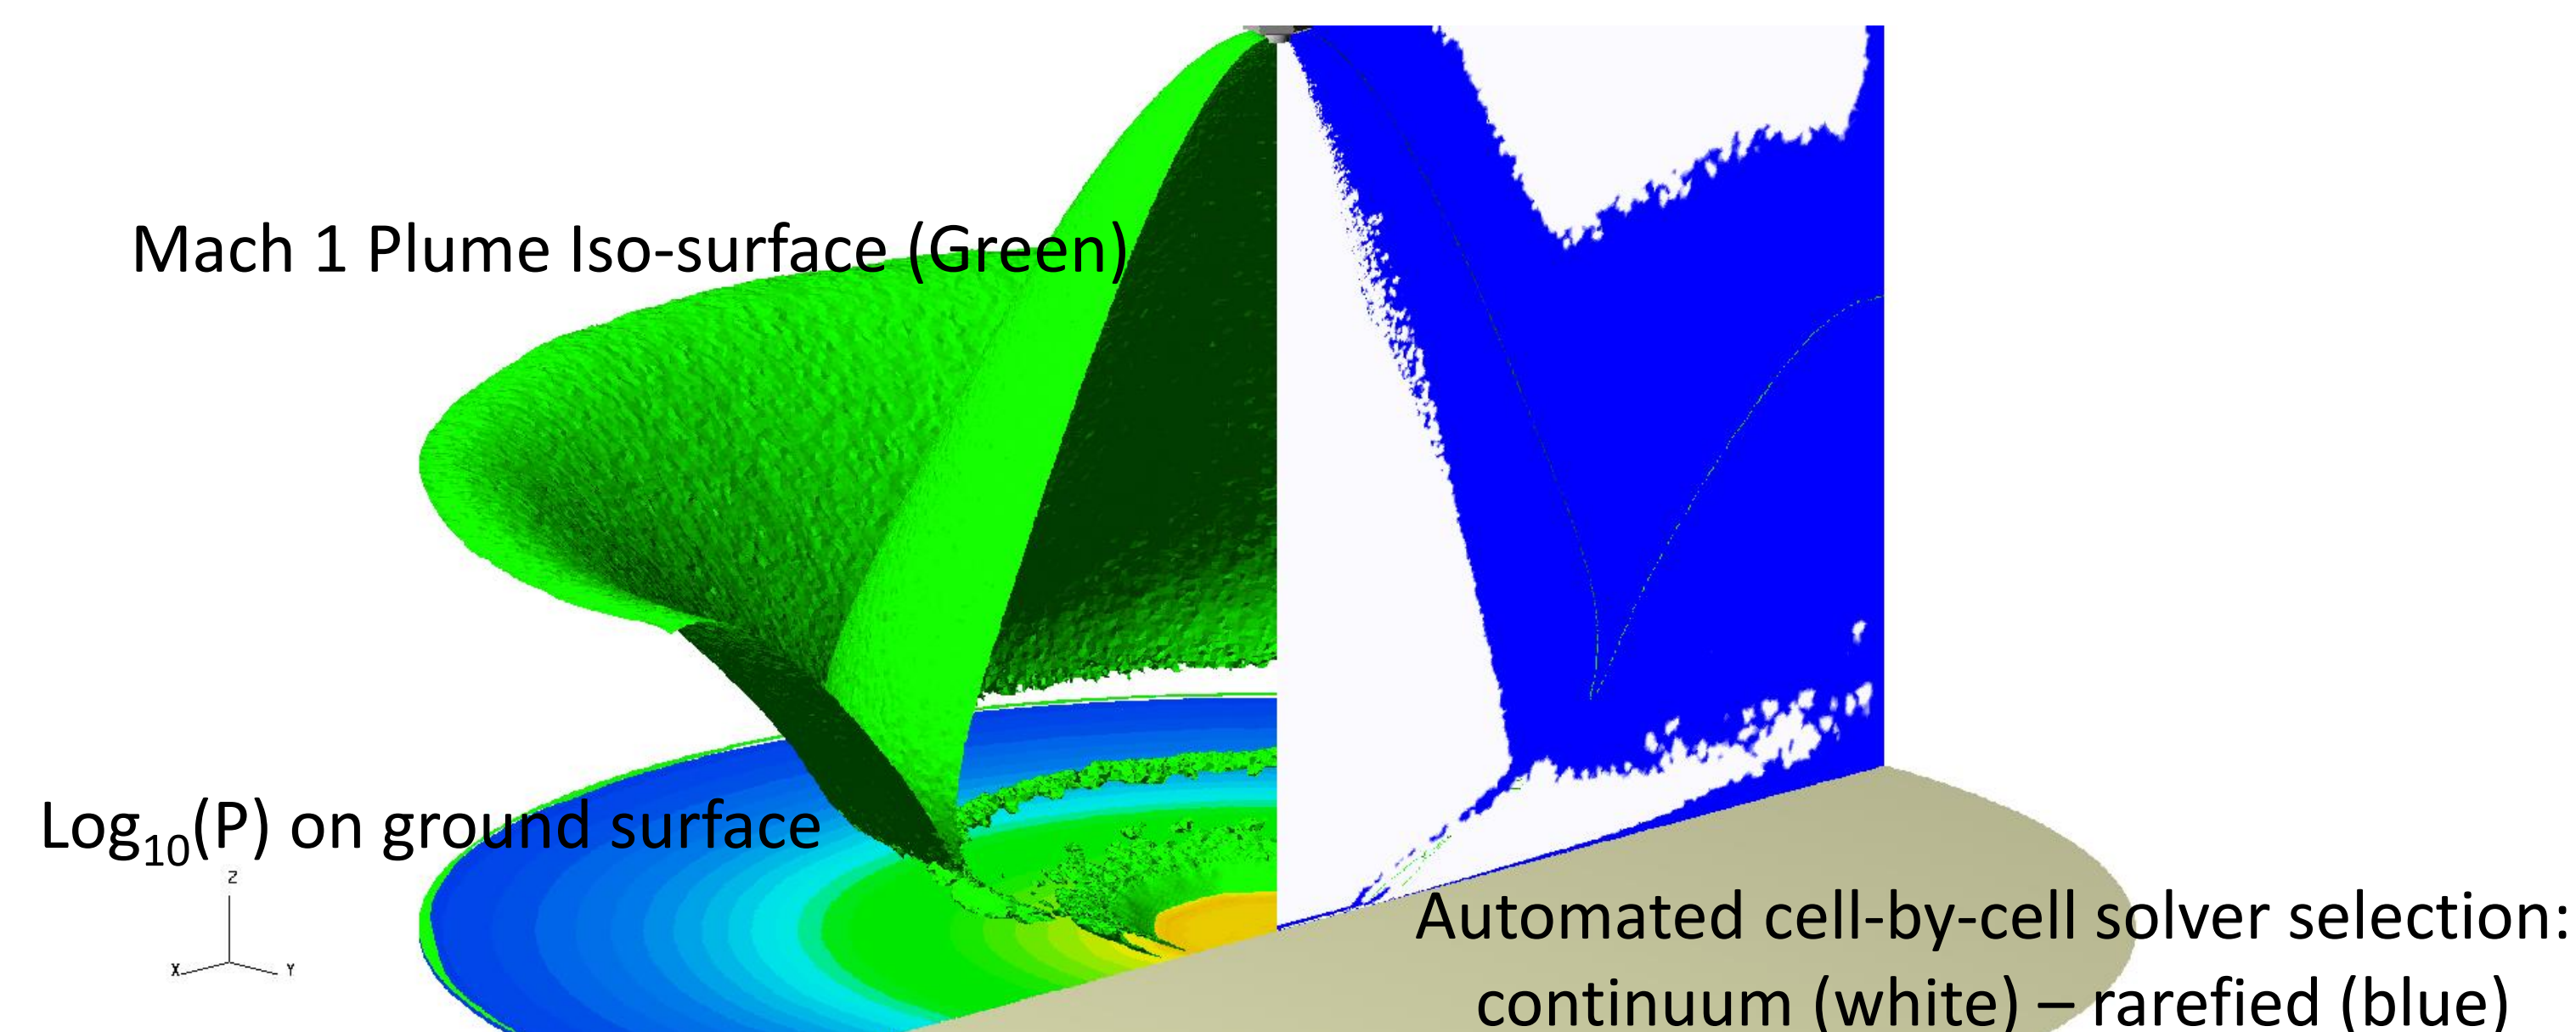 Mach 1 Plume Iso-surface (Green)
Log₁₀(P) on ground surface
Z
X
Y
Automated cell-by-cell solver selection:
continuum (white) – rarefied (blue)